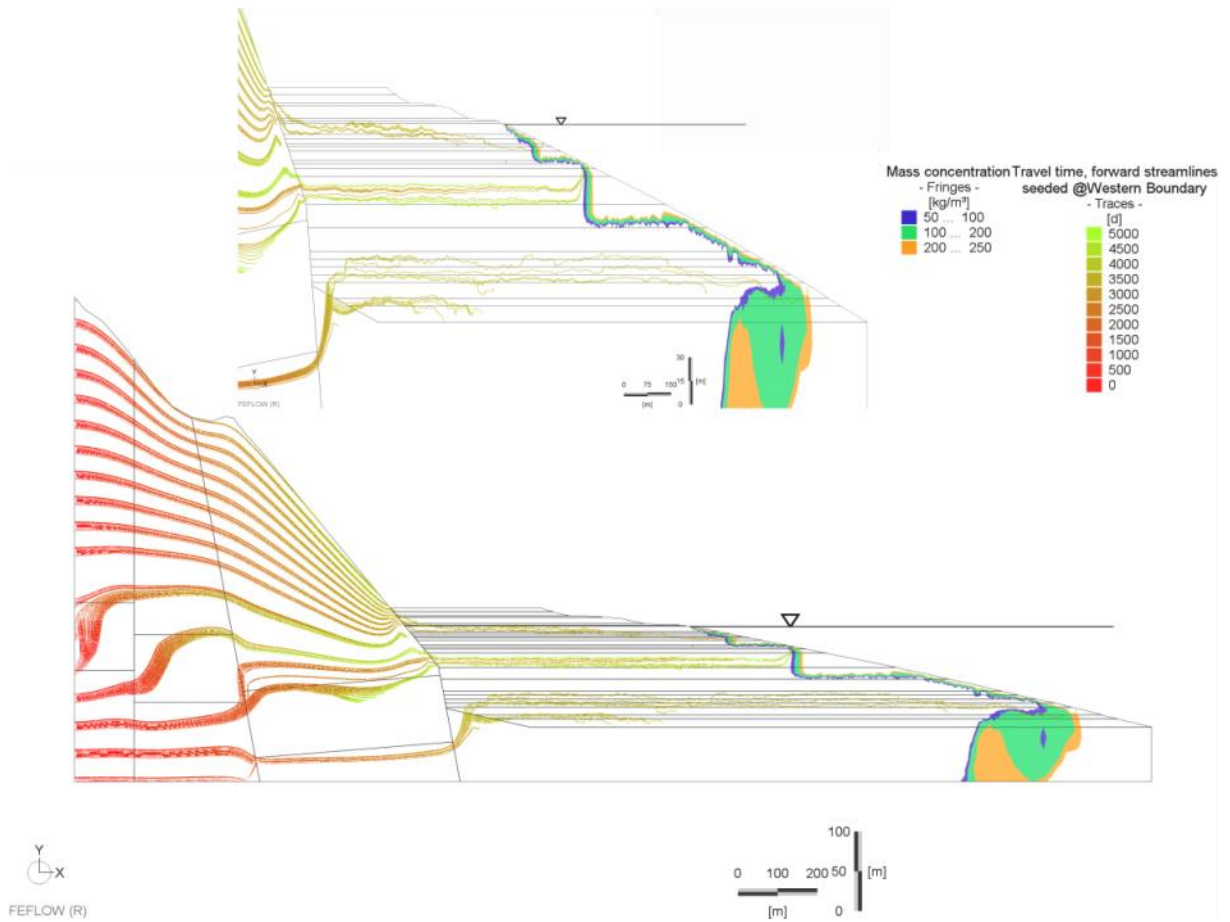 Mass concentration
- Fringes -
[kg/m³]
50 ... 100
100 ... 200
200 ... 250
Travel time, forward streamlines
seeded @Western Boundary
- Traces -
[d]
5000
4500
4000
3500
3000
2500
2000
1500
1000
500
0
30
15
0
[m]
0 75 150
[m]
Y
X
FEFLOW (R)
100
50
0
[m]
0 100 200
[m]
Y
X
FEFLOW (R)